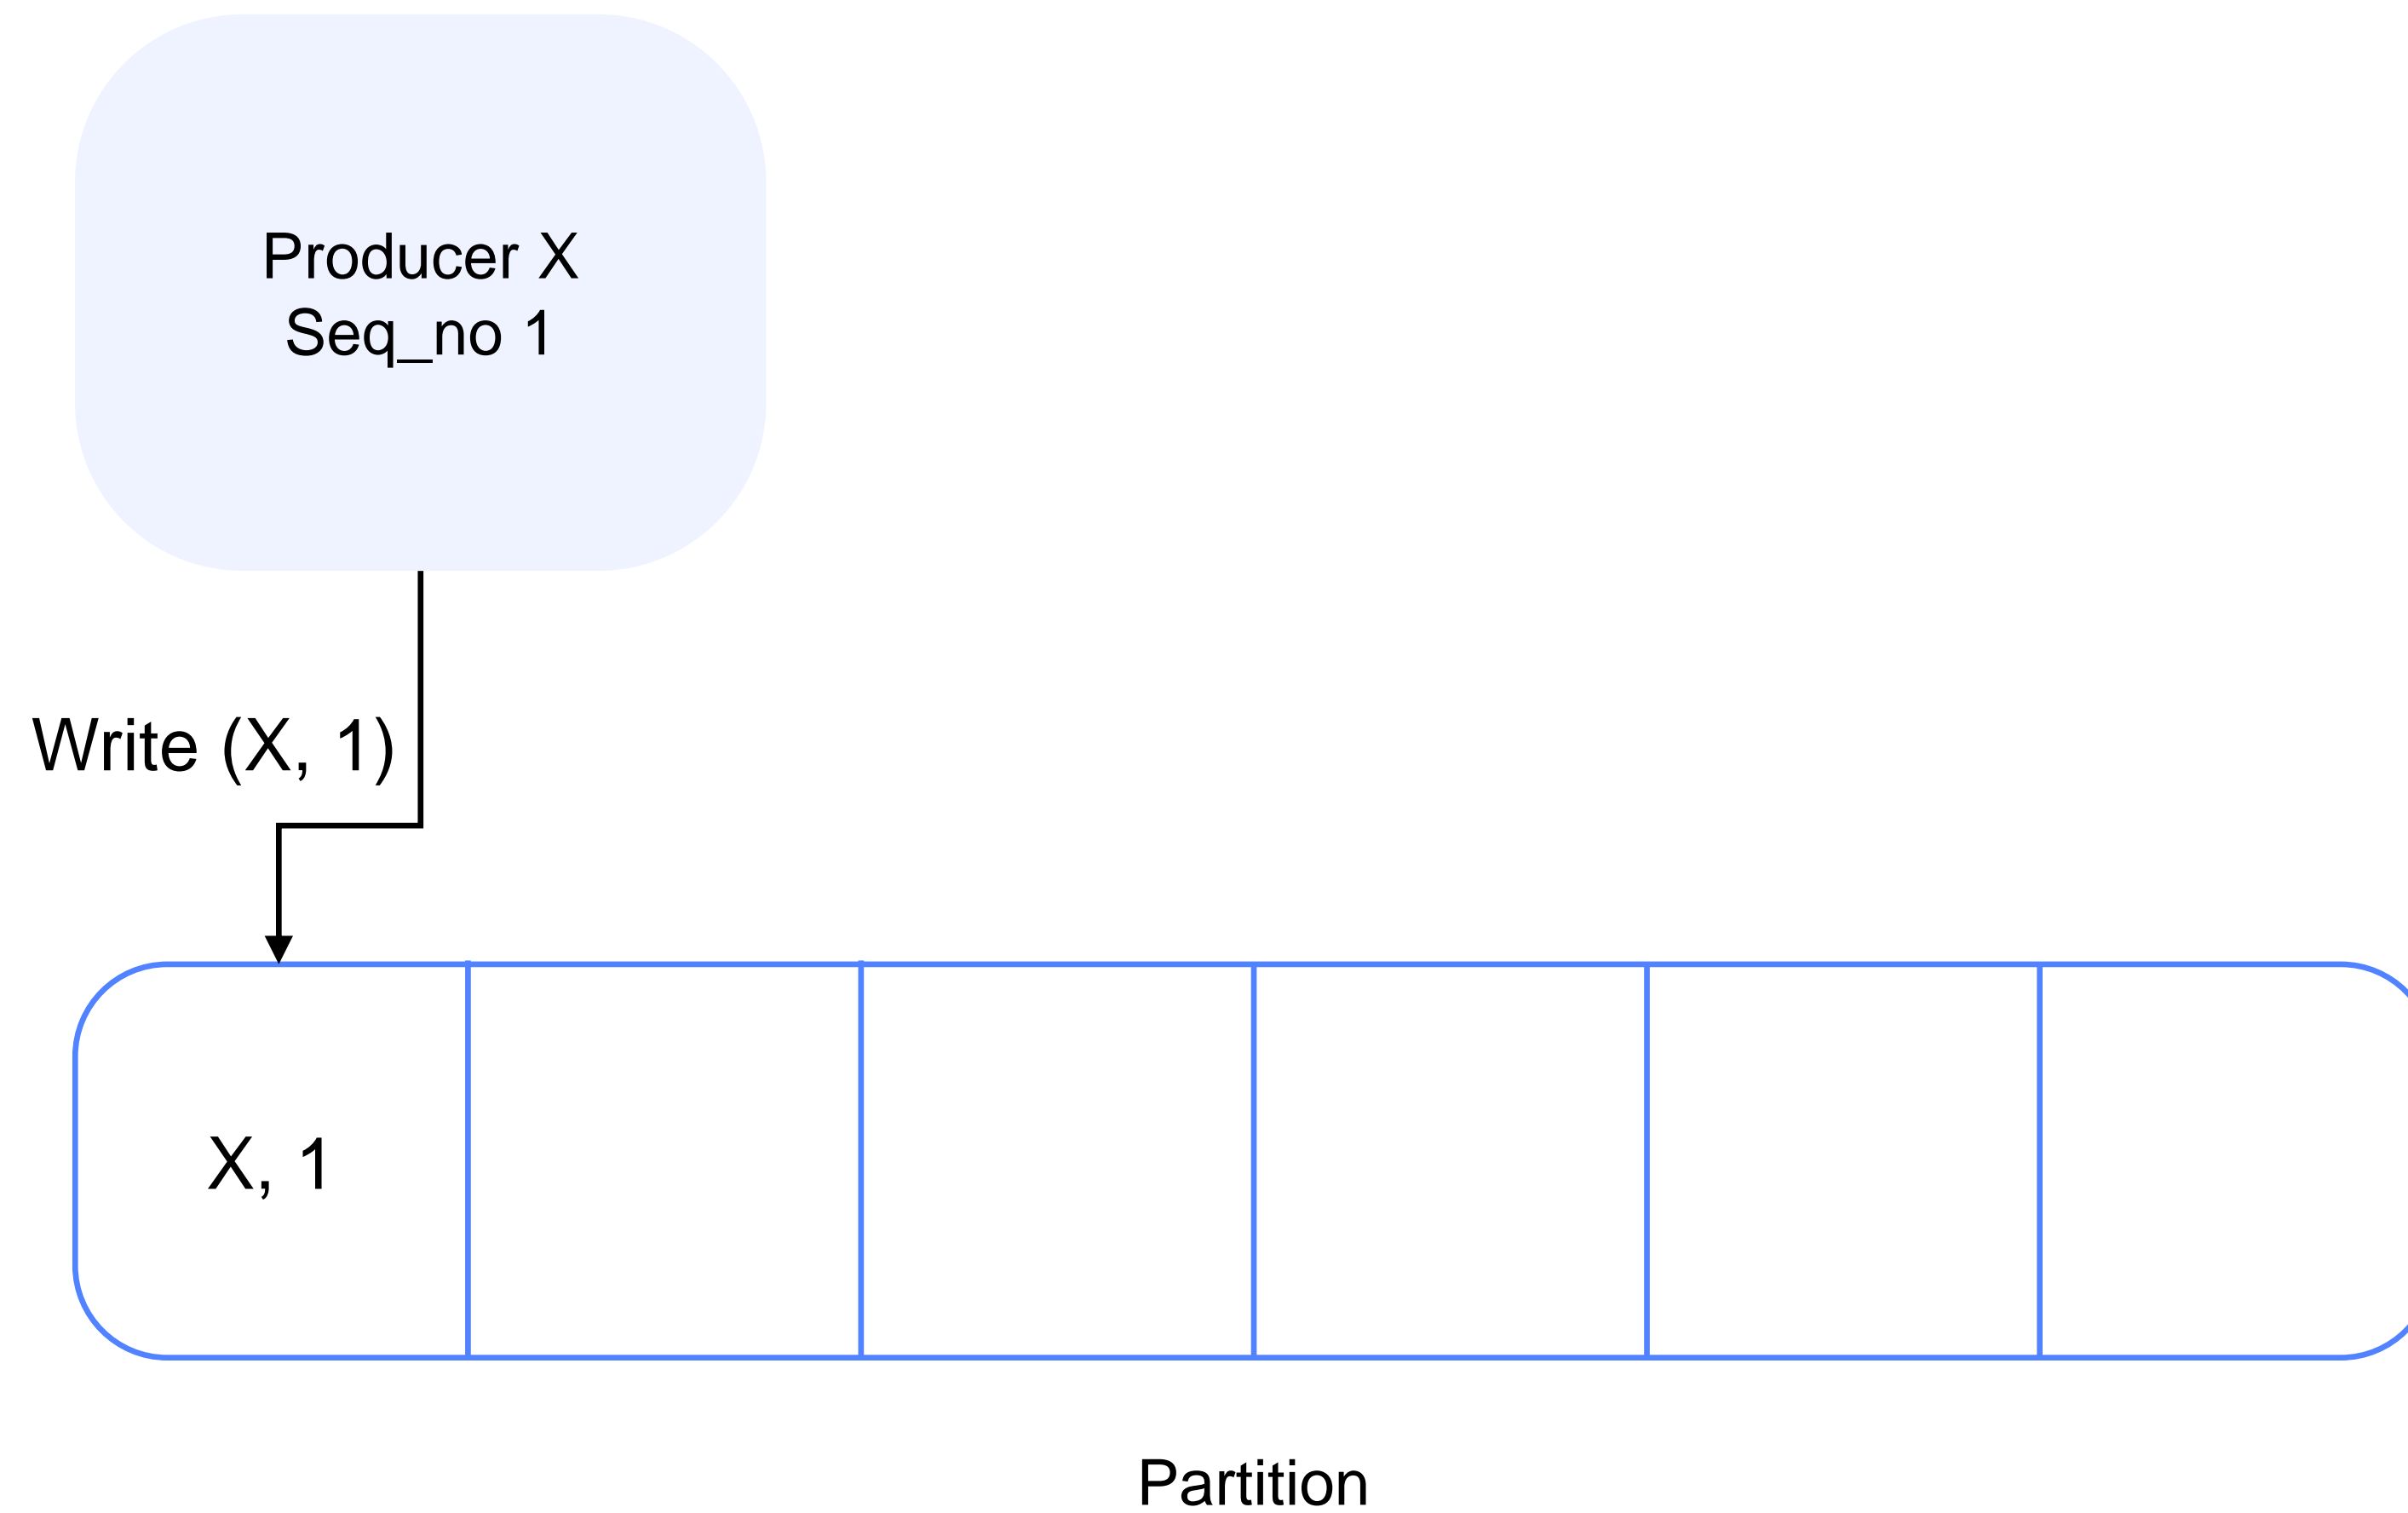 Producer X
Seq_no 1
Write (X, 1)
X, 1
Partition